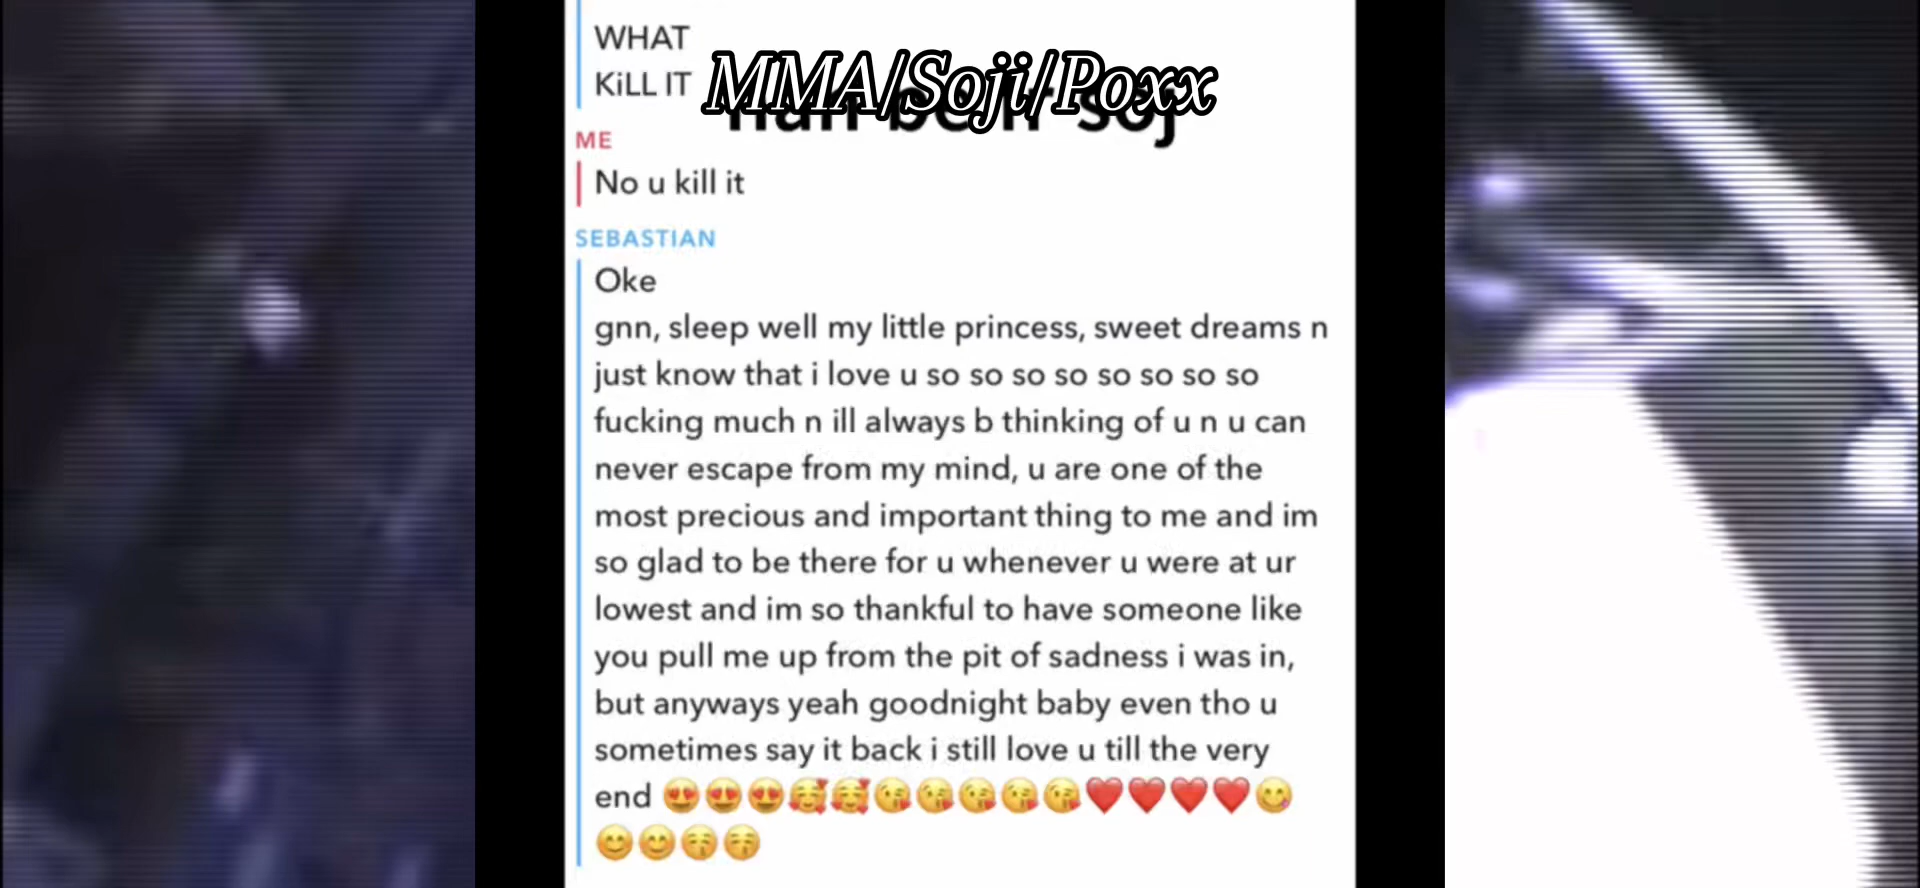 WHAT
KiLL IT
MMA/Soji/Poxx
ME
No u kill it
SEBASTIAN
Oke
gnn, sleep well my little princess, sweet dreams n
just know that i love u so so so so so so so so
fucking much n ill always b thinking of u n u can
never escape from my mind, u are one of the
most precious and important thing to me and im
so glad to be there for u whenever u were at ur
lowest and im so thankful to have someone like
you pull me up from the pit of sadness i was in,
but anyways yeah goodnight baby even tho u
sometimes say it back i still love u till the very
end 😍😍😍🥰🥰😘😘😘😘😘❤️❤️❤️❤️😋
😊😊😚😚